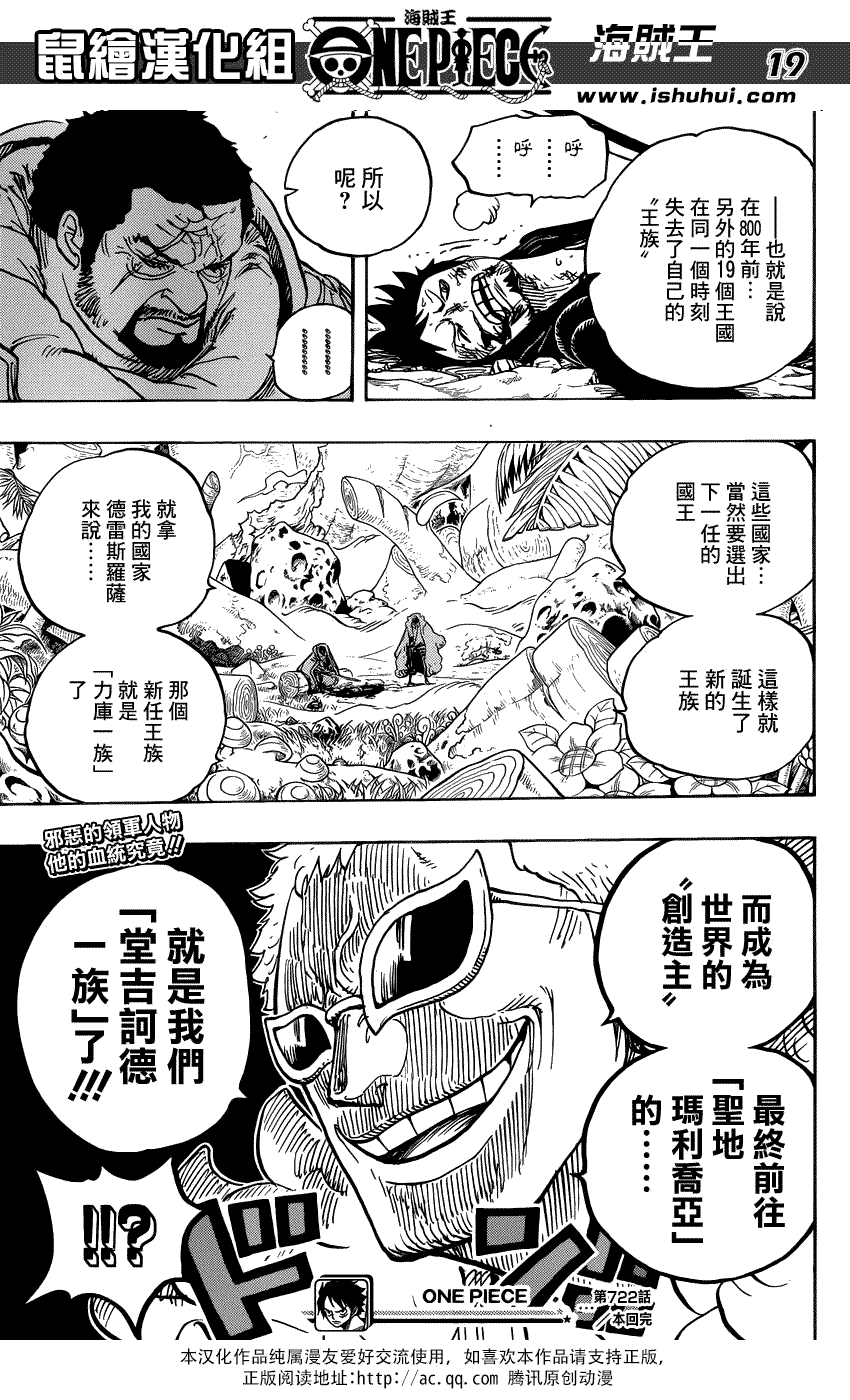 鼠繪漢化組
海賊王
ONE PIECE
海賊王
19
www.ishuhui.com
——也就是說
在800年前…
另外的19個王國
在同一個時刻
失去了自己的
〝王族〞
呼……
呼……
所以
呢？
………
………
這些國家…
當然要選出
下一任的
國王
這樣就
誕生了
新的
王族
就拿
我的國家
德雷斯羅薩
來說……
那個
新任王族
就是
「力庫一族」
了
邪惡的領軍人物
他的血統究竟!!
而成為
世界的
〝創造主〞
最終前往
「聖地
瑪利喬亞」
的……
就是我們
「堂吉訶德
一族」了!!!
!!?
ドン
ONE PIECE
第722話
／本回完
本汉化作品纯属漫友爱好交流使用，如喜欢本作品请支持正版，
正版阅读地址:http://ac.qq.com 腾讯原创动漫